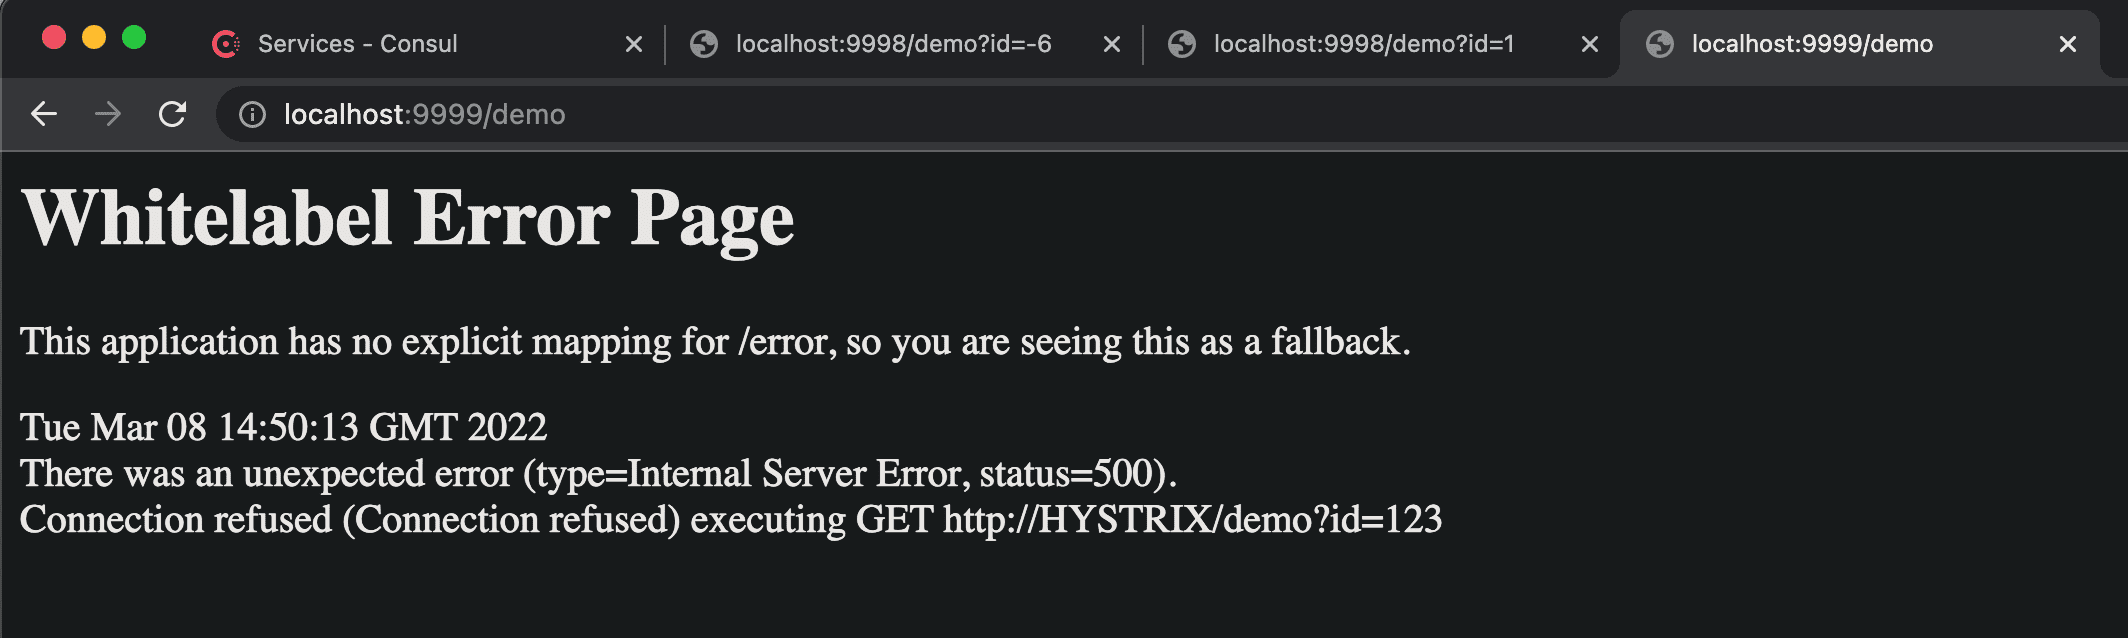 Services - Consul
localhost:9998/demo?id=-6
localhost:9998/demo?id=1
localhost:9999/demo
localhost:9999/demo
Whitelabel Error Page
This application has no explicit mapping for /error, so you are seeing this as a fallback.
Tue Mar 08 14:50:13 GMT 2022
There was an unexpected error (type=Internal Server Error, status=500).
Connection refused (Connection refused) executing GET http://HYSTRIX/demo?id=123